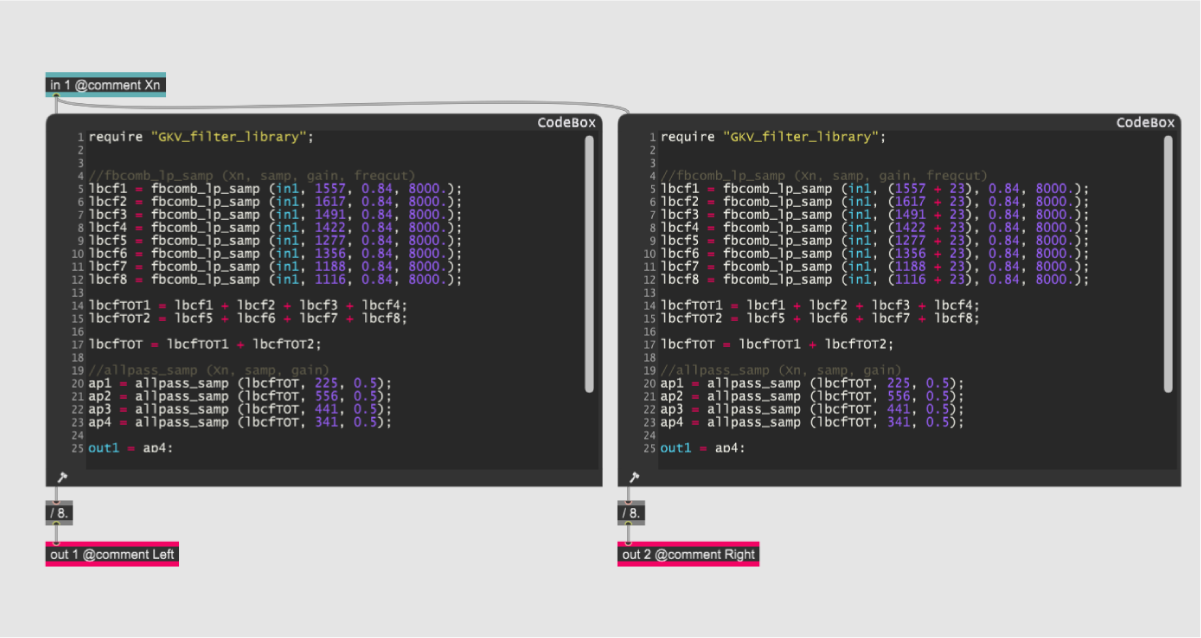 in 1 @comment Xn
CodeBox
1 require "GKV_filter_library";
2
3
4 //fbcomb_lp_samp (Xn, samp, gain, freqcut)
5 lbcf1 = fbcomb_lp_samp (in1, 1557, 0.84, 8000.);
6 lbcf2 = fbcomb_lp_samp (in1, 1617, 0.84, 8000.);
7 lbcf3 = fbcomb_lp_samp (in1, 1491, 0.84, 8000.);
8 lbcf4 = fbcomb_lp_samp (in1, 1422, 0.84, 8000.);
9 lbcf5 = fbcomb_lp_samp (in1, 1277, 0.84, 8000.);
10 lbcf6 = fbcomb_lp_samp (in1, 1356, 0.84, 8000.);
11 lbcf7 = fbcomb_lp_samp (in1, 1188, 0.84, 8000.);
12 lbcf8 = fbcomb_lp_samp (in1, 1116, 0.84, 8000.);
13
14 lbcfTOT1 = lbcf1 + lbcf2 + lbcf3 + lbcf4;
15 lbcfTOT2 = lbcf5 + lbcf6 + lbcf7 + lbcf8;
16
17 lbcfTOT = lbcfTOT1 + lbcfTOT2;
18
19 //allpass_samp (Xn, samp, gain)
20 ap1 = allpass_samp (lbcfTOT, 225, 0.5);
21 ap2 = allpass_samp (lbcfTOT, 556, 0.5);
22 ap3 = allpass_samp (lbcfTOT, 441, 0.5);
23 ap4 = allpass_samp (lbcfTOT, 341, 0.5);
24
25 out1 = ap4;
/ 8.
out 1 @comment Left
CodeBox
1 require "GKV_filter_library";
2
3
4 //fbcomb_lp_samp (Xn, samp, gain, freqcut)
5 lbcf1 = fbcomb_lp_samp (in1, (1557 + 23), 0.84, 8000.);
6 lbcf2 = fbcomb_lp_samp (in1, (1617 + 23), 0.84, 8000.);
7 lbcf3 = fbcomb_lp_samp (in1, (1491 + 23), 0.84, 8000.);
8 lbcf4 = fbcomb_lp_samp (in1, (1422 + 23), 0.84, 8000.);
9 lbcf5 = fbcomb_lp_samp (in1, (1277 + 23), 0.84, 8000.);
10 lbcf6 = fbcomb_lp_samp (in1, (1356 + 23), 0.84, 8000.);
11 lbcf7 = fbcomb_lp_samp (in1, (1188 + 23), 0.84, 8000.);
12 lbcf8 = fbcomb_lp_samp (in1, (1116 + 23), 0.84, 8000.);
13
14 lbcfTOT1 = lbcf1 + lbcf2 + lbcf3 + lbcf4;
15 lbcfTOT2 = lbcf5 + lbcf6 + lbcf7 + lbcf8;
16
17 lbcfTOT = lbcfTOT1 + lbcfTOT2;
18
19 //allpass_samp (Xn, samp, gain)
20 ap1 = allpass_samp (lbcfTOT, 225, 0.5);
21 ap2 = allpass_samp (lbcfTOT, 556, 0.5);
22 ap3 = allpass_samp (lbcfTOT, 441, 0.5);
23 ap4 = allpass_samp (lbcfTOT, 341, 0.5);
24
25 out1 = ap4;
/ 8.
out 2 @comment Right